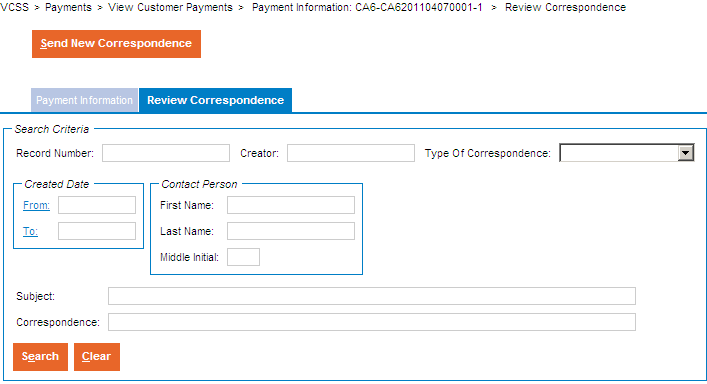 VCSS > Payments > View Customer Payments > Payment Information: CA6-CA6201104070001-1 > Review Correspondence
Send New Correspondence
Payment Information Review Correspondence
Search Criteria
Record Number: Creator: Type Of Correspondence:
Created Date Contact Person
From: First Name:
To: Last Name:
Middle Initial:
Subject:
Correspondence:
Search Clear